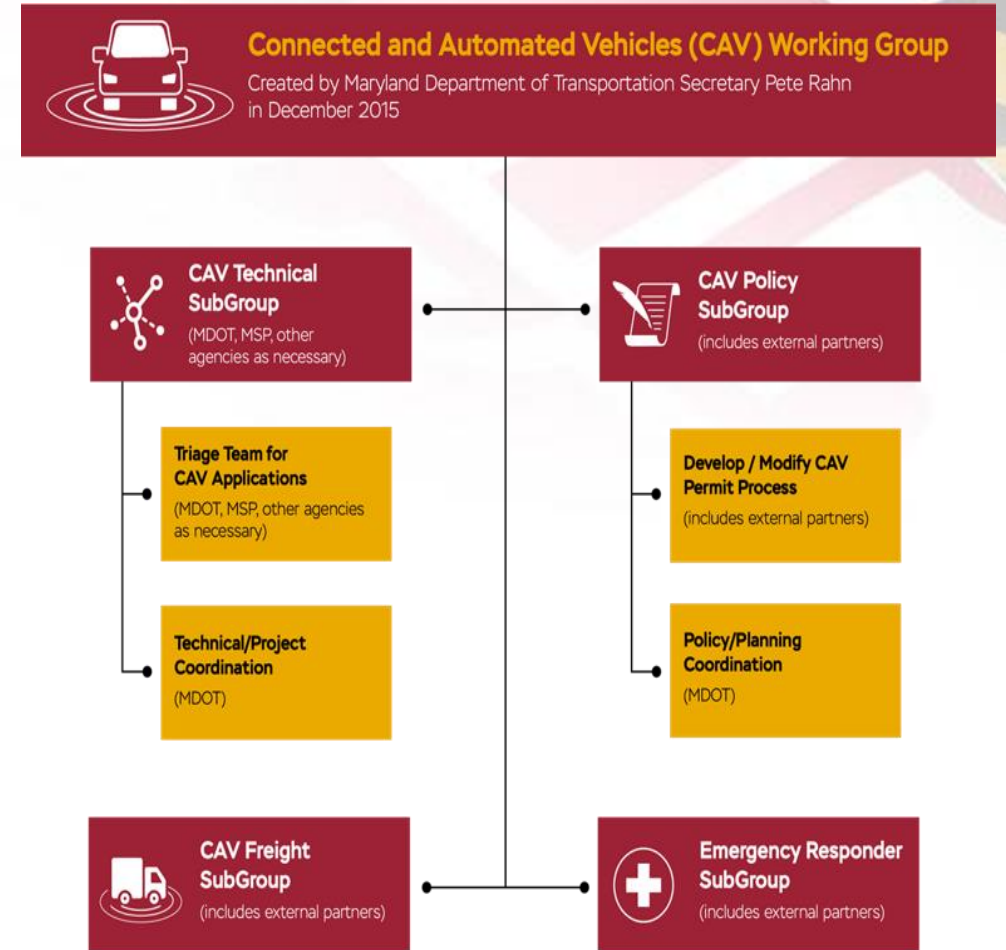 Connected and Automated Vehicles (CAV) Working Group
Created by Maryland Department of Transportation Secretary Pete Rahn
in December 2015
CAV Technical
SubGroup
(MDOT, MSP, other
agencies as necessary)
Triage Team for
CAV Applications
(MDOT, MSP, other agencies
as necessary)
Technical/Project
Coordination
(MDOT)
CAV Policy
SubGroup
(includes external partners)
Develop / Modify CAV
Permit Process
(includes external partners)
Policy/Planning
Coordination
(MDOT)
CAV Freight
SubGroup
(includes external partners)
Emergency Responder
SubGroup
(includes external partners)